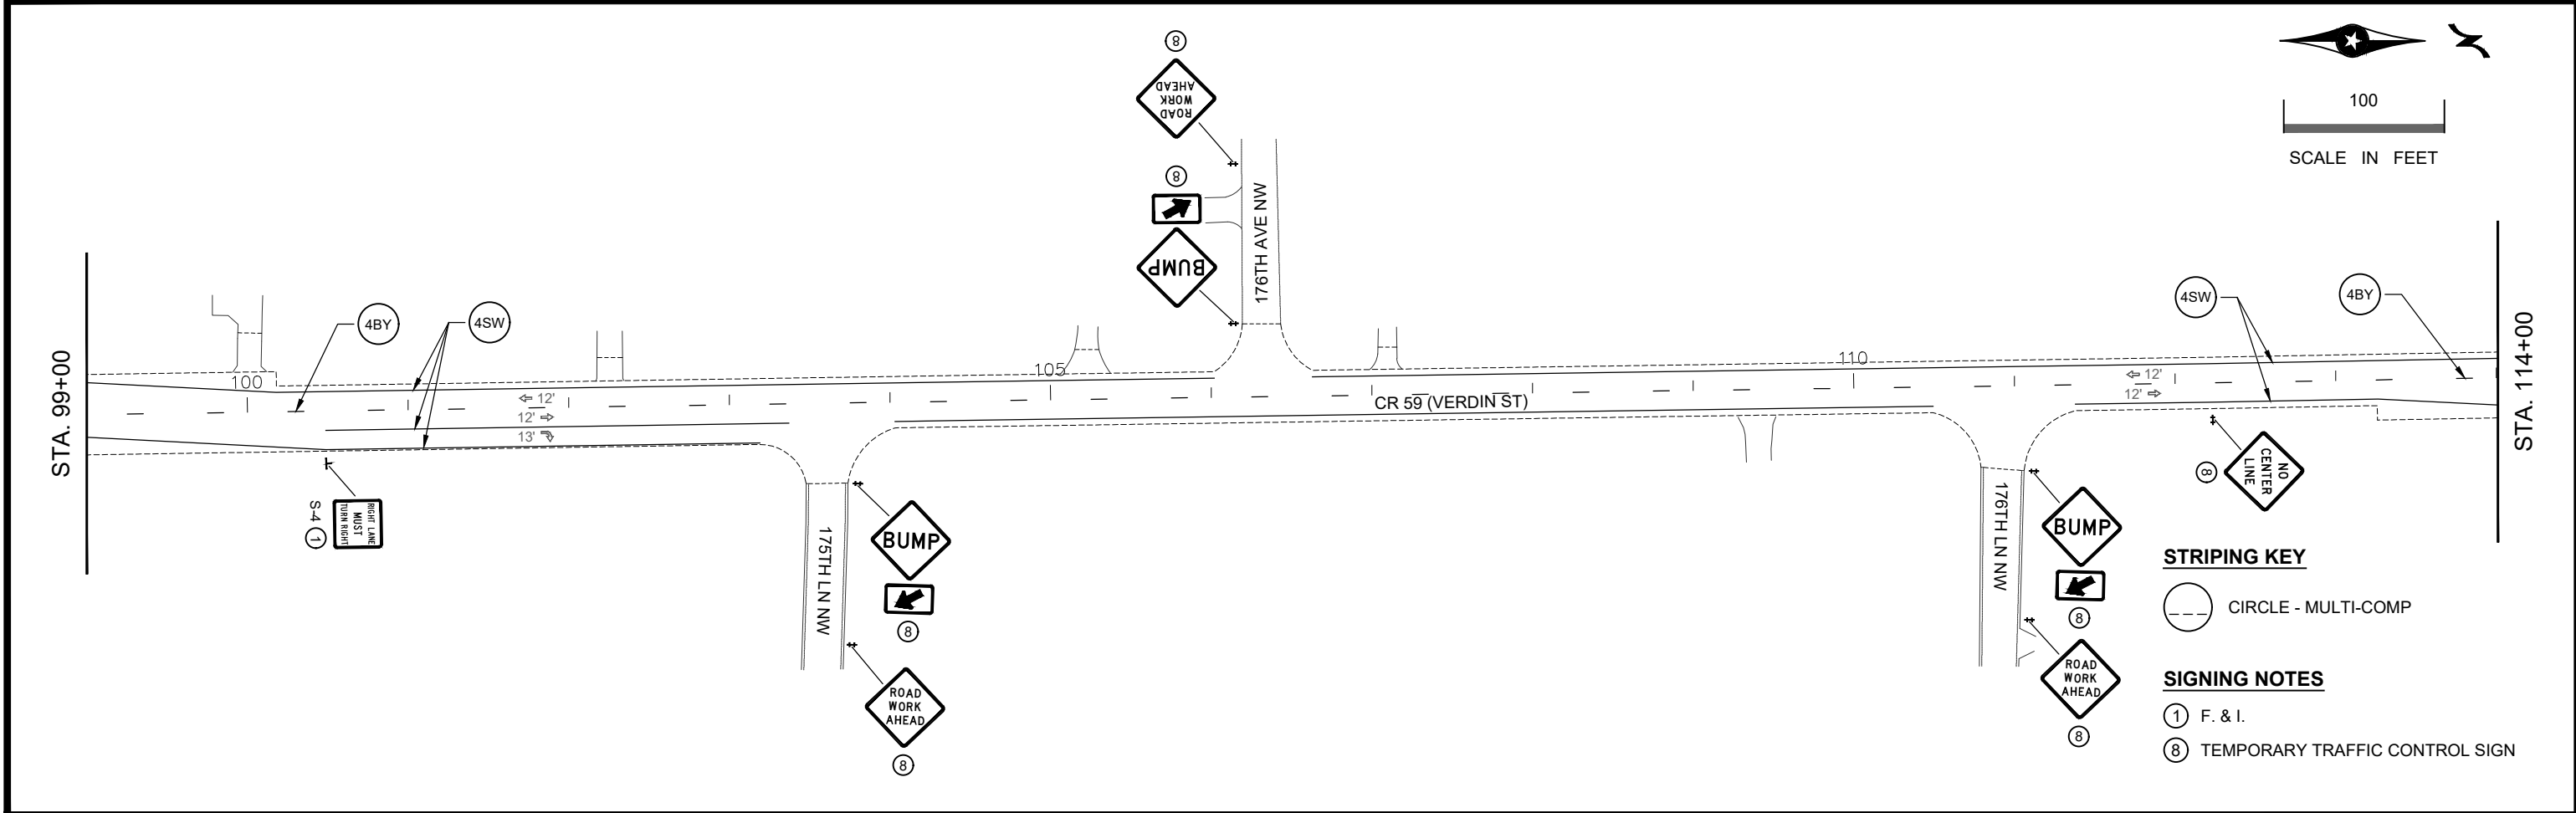 STA. 99+00
STA. 114+00
100
SCALE IN FEET
8
ROAD
WORK
AHEAD
8
BUMP
176TH AVE NW
4BY
4SW
100
105
110
⇦ 12'
12' ⇨
13'
CR 59 (VERDIN ST)
4SW
4BY
⇦ 12'
12' ⇨
S-4 1
RIGHT LANE
MUST
TURN RIGHT
175TH LN NW
BUMP
8
ROAD
WORK
AHEAD
8
176TH LN NW
BUMP
8
ROAD
WORK
AHEAD
8
NO
CENTER
LINE
8
STRIPING KEY
CIRCLE - MULTI-COMP
SIGNING NOTES
1 F. & I.
8 TEMPORARY TRAFFIC CONTROL SIGN